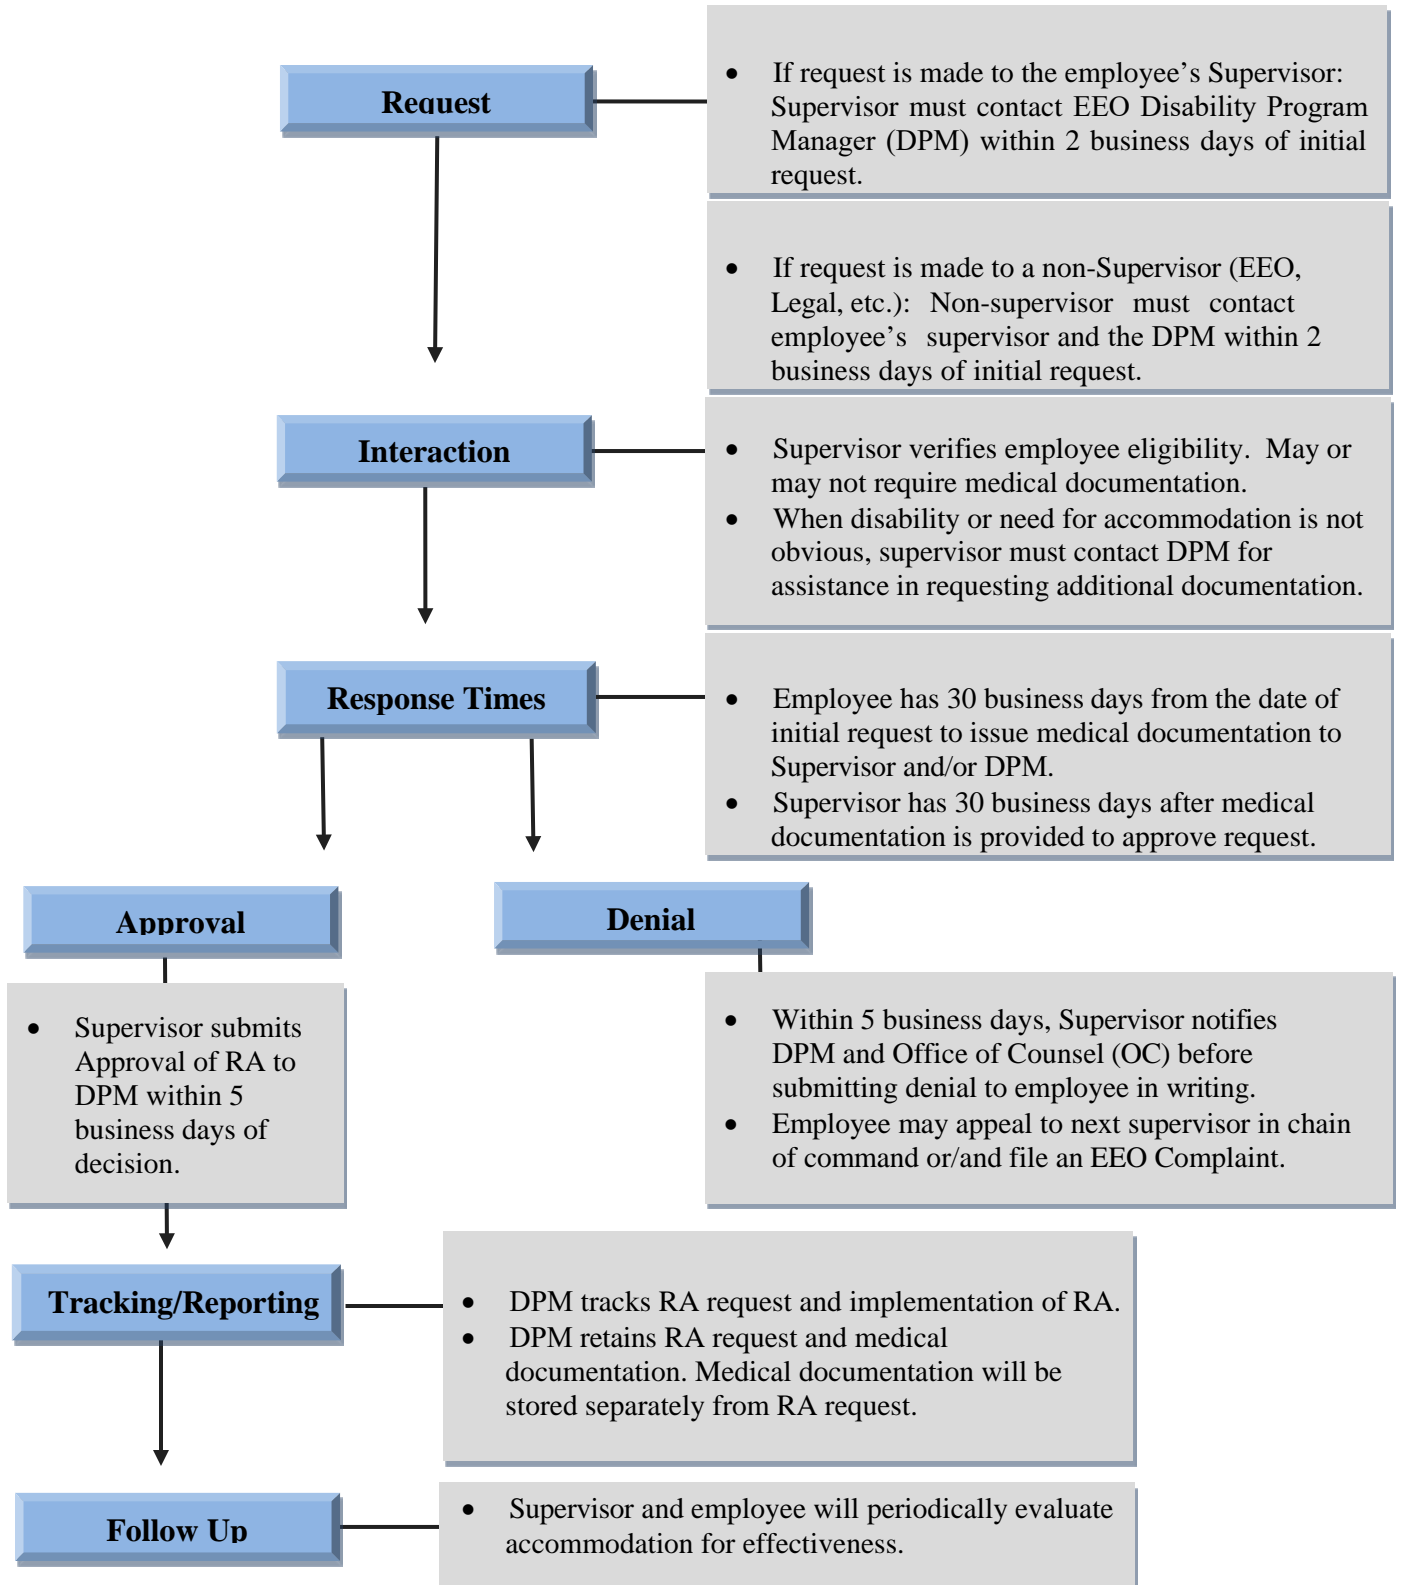 Request
• If request is made to the employee’s Supervisor:
Supervisor must contact EEO Disability Program
Manager (DPM) within 2 business days of initial
request.
• If request is made to a non-Supervisor (EEO,
Legal, etc.): Non-supervisor must contact
employee’s supervisor and the DPM within 2
business days of initial request.
Interaction
• Supervisor verifies employee eligibility. May or
may not require medical documentation.
• When disability or need for accommodation is not
obvious, supervisor must contact DPM for
assistance in requesting additional documentation.
Response Times
• Employee has 30 business days from the date of
initial request to issue medical documentation to
Supervisor and/or DPM.
• Supervisor has 30 business days after medical
documentation is provided to approve request.
Approval
Denial
• Supervisor submits
Approval of RA to
DPM within 5
business days of
decision.
• Within 5 business days, Supervisor notifies
DPM and Office of Counsel (OC) before
submitting denial to employee in writing.
• Employee may appeal to next supervisor in chain
of command or/and file an EEO Complaint.
Tracking/Reporting
• DPM tracks RA request and implementation of RA.
• DPM retains RA request and medical
documentation. Medical documentation will be
stored separately from RA request.
Follow Up
• Supervisor and employee will periodically evaluate
accommodation for effectiveness.